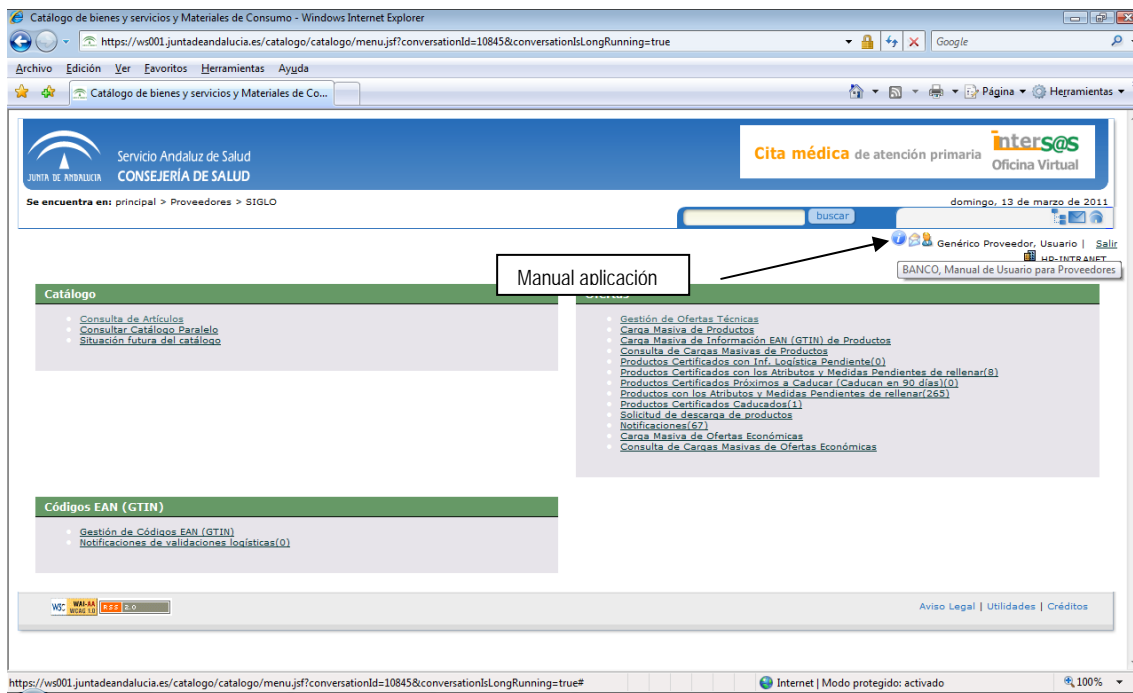 Catálogo de bienes y servicios y Materiales de Consumo - Windows Internet Explorer
https://ws001.juntadeandalucia.es/catalogo/catalogo/menu.jsf?conversationId=10845&conversationIsLongRunning=true
Google
Archivo Edición Ver Favoritos Herramientas Ayuda
Catálogo de bienes y servicios y Materiales de Co...
Página Herramientas
JUNTA DE ANDALUCIA
Servicio Andaluz de Salud
CONSEJERÍA DE SALUD
Cita médica de atención primaria
inters@s
Oficina Virtual
Se encuentra en: principal > Proveedores > SIGLO
domingo, 13 de marzo de 2011
buscar
Genérico Proveedor, Usuario | Salir
HP-INTRANET
BANCO, Manual de Usuario para Proveedores
Manual aplicación
Catálogo
Consulta de Artículos
Consultar Catálogo Paralelo
Situación futura del catálogo
Ofertas
Gestión de Ofertas Técnicas
Carga Masiva de Productos
Carga Masiva de Información EAN (GTIN) de Productos
Consulta de Cargas Masivas de Productos
Productos Certificados con Inf. Logística Pendiente(0)
Productos Certificados con los Atributos y Medidas Pendientes de rellenar(8)
Productos Certificados Próximos a Caducar (Caducan en 90 días)(0)
Productos con los Atributos y Medidas Pendientes de rellenar(265)
Productos Certificados Caducados(1)
Solicitud de descarga de productos
Notificaciones(67)
Carga Masiva de Ofertas Económicas
Consulta de Cargas Masivas de Ofertas Económicas
Códigos EAN (GTIN)
Gestión de Códigos EAN (GTIN)
Notificaciones de validaciones logísticas(0)
W3C WAI-AA WCAG 1.0 RSS 2.0
Aviso Legal | Utilidades | Créditos
https://ws001.juntadeandalucia.es/catalogo/catalogo/menu.jsf?conversationId=10845&conversationIsLongRunning=true#
Internet | Modo protegido: activado
100%